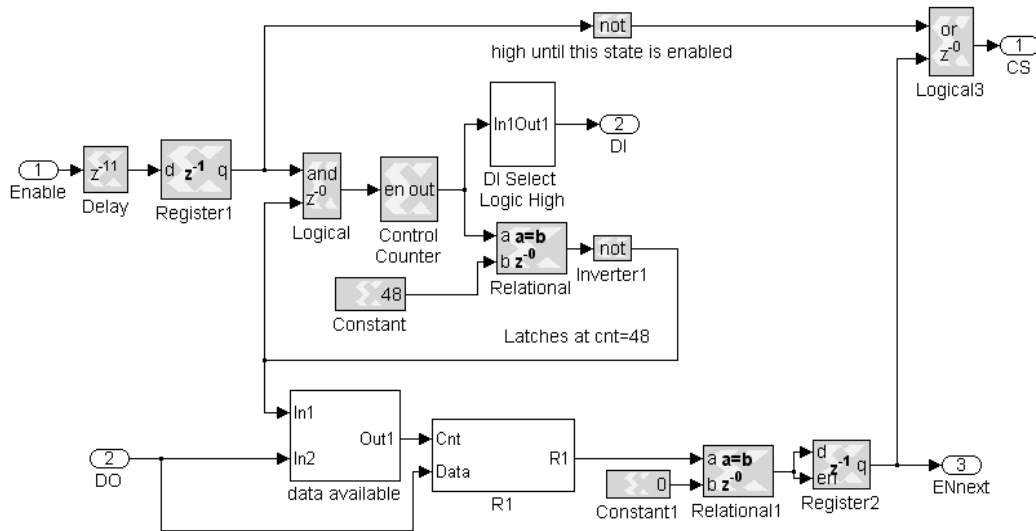 not
high until this state is enabled
or
z-0
Logical3
1
CS
In1Out1
DI Select
Logic High
2
DI
1
Enable
z-11
Delay
d z-1 q
Register1
and
z-0
Logical
en out
Control
Counter
a a=b
b z-0
Relational
not
Inverter1
48
Constant
Latches at cnt=48
In1
In2
Out1
data available
2
DO
Cnt
Data
R1
R1
0
Constant1
a a=b
b z-0
Relational1
d
en
z-1 q
Register2
3
ENnext